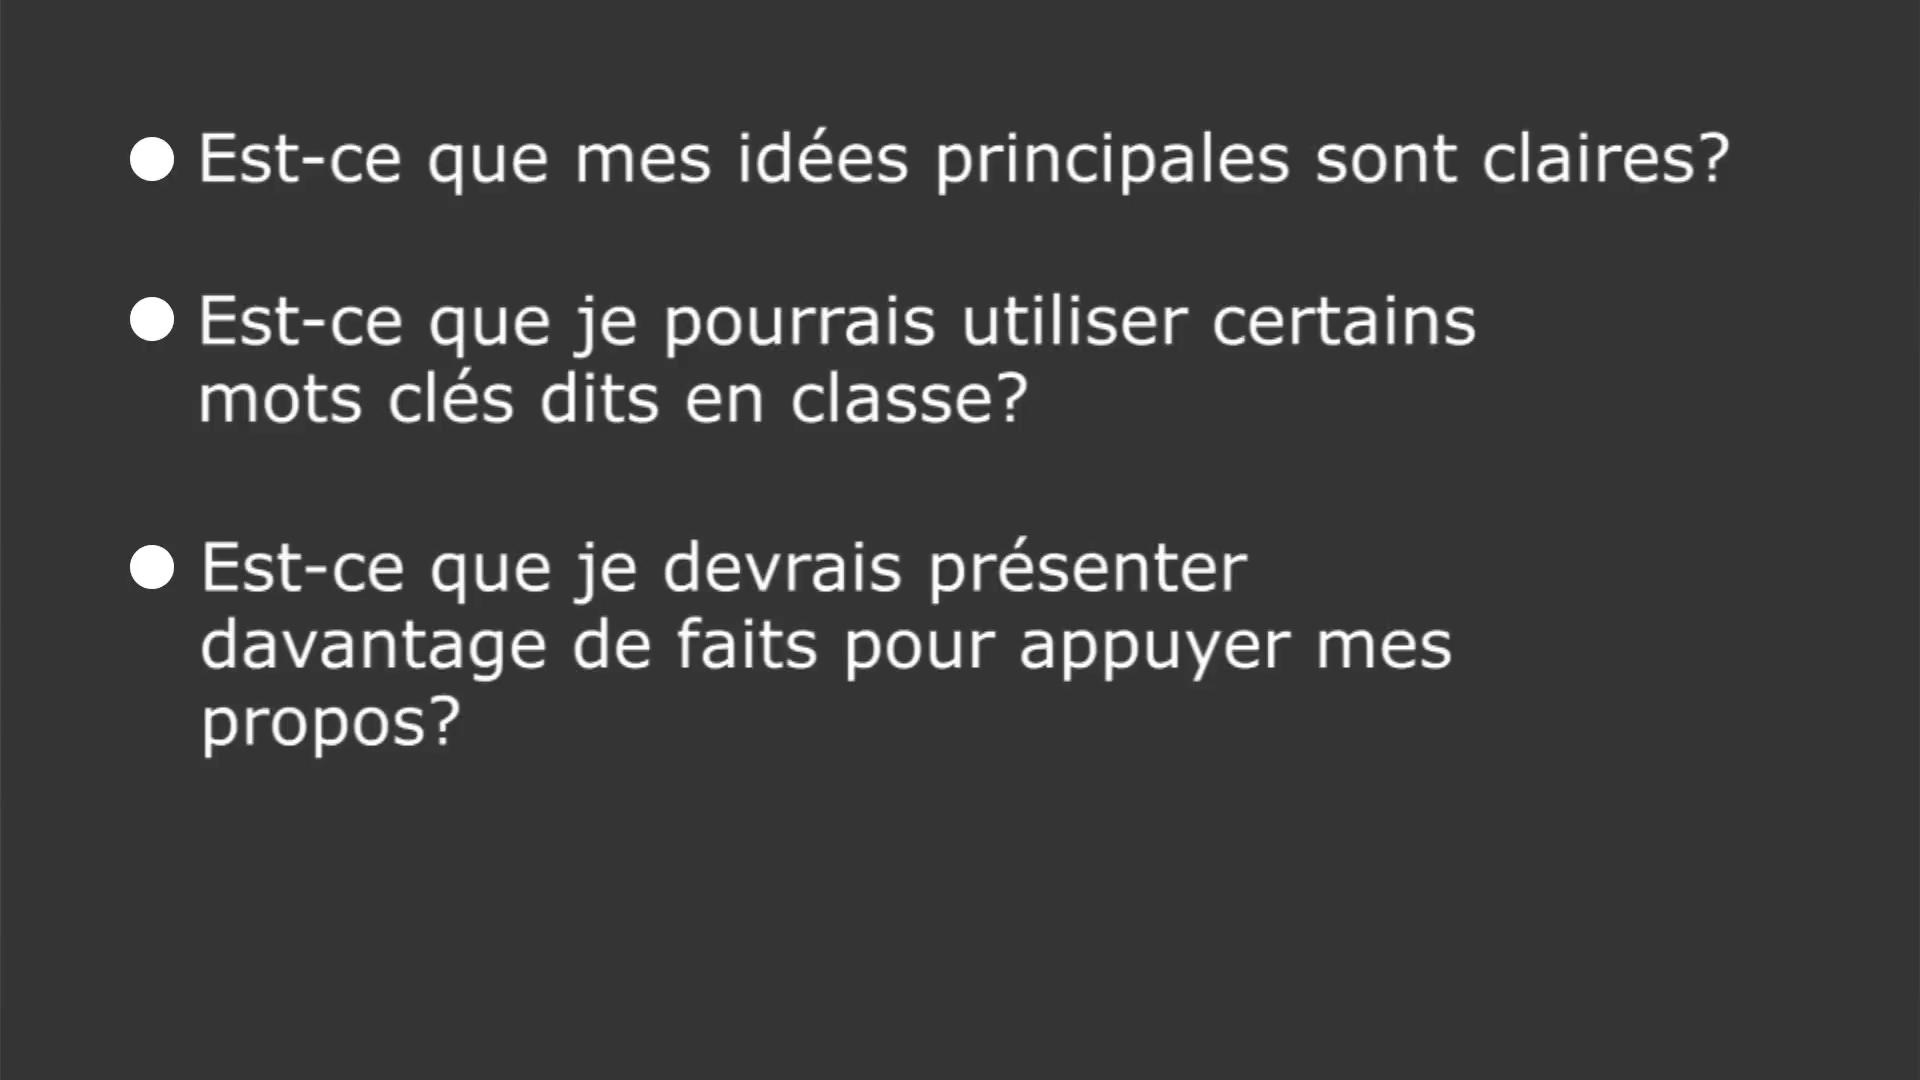 Est-ce que mes idées principales sont claires?
Est-ce que je pourrais utiliser certains
mots clés dits en classe?
Est-ce que je devrais présenter
davantage de faits pour appuyer mes
propos?